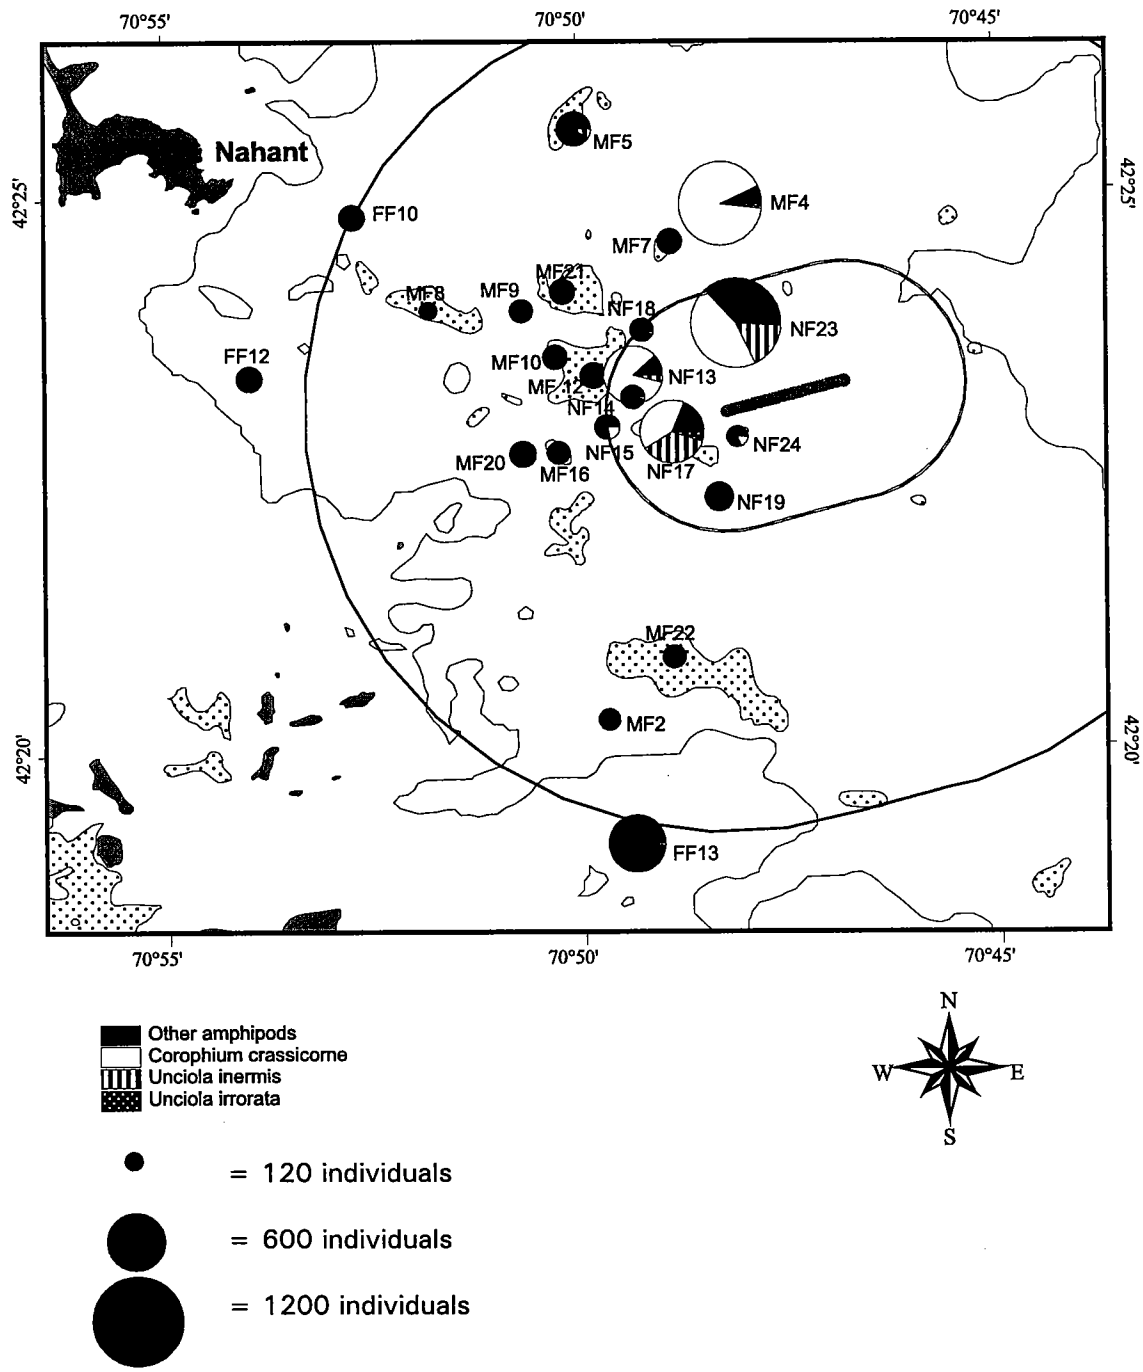 70°55' 70°50' 70°45'
42°25'
42°25'
Nahant
MF5
MF4
FF10
MF7
MF21
MF8
MF9
NF18
NF23
FF12
MF10
NF13
MF 12
NF14
NF15
NF24
MF20
MF16
NF17
NF19
MF22
MF2
42°20'
42°20'
FF13
70°55' 70°50' 70°45'
Other amphipods
Corophium crassicorne
Unciola inermis
Unciola irrorata
N
W E
S
= 120 individuals
= 600 individuals
= 1200 individuals